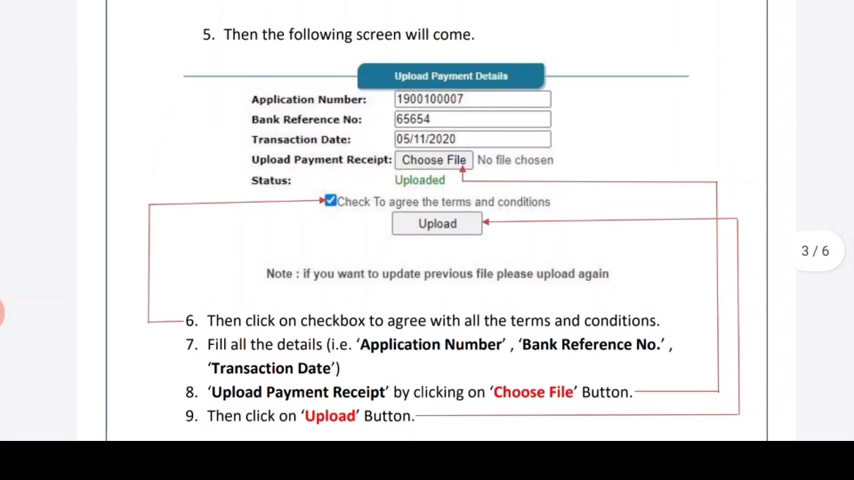 5. Then the following screen will come.
Upload Payment Details
Application Number: 1900100007
Bank Reference No: 65654
Transaction Date: 05/11/2020
Upload Payment Receipt: Choose File No file chosen
Status: Uploaded
Check To agree the terms and conditions
Upload
Note : if you want to update previous file please upload again
3 / 6
6. Then click on checkbox to agree with all the terms and conditions.
7. Fill all the details (i.e. ‘Application Number’ , ‘Bank Reference No.’ ,
‘Transaction Date’)
8. ‘Upload Payment Receipt’ by clicking on ‘Choose File’ Button.
9. Then click on ‘Upload’ Button.